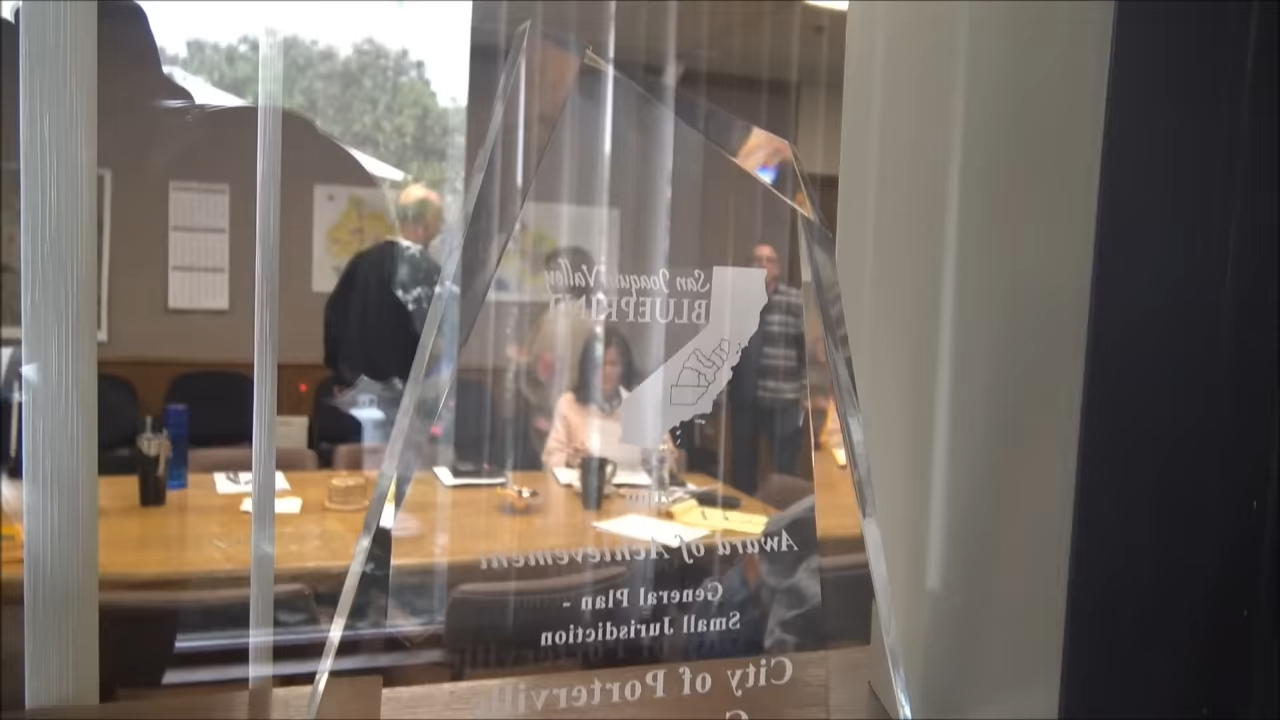 San Joaquin Valley
BLUEPRINT
Award of Achievement
General Plan -
Small Jurisdiction
City of Porterville